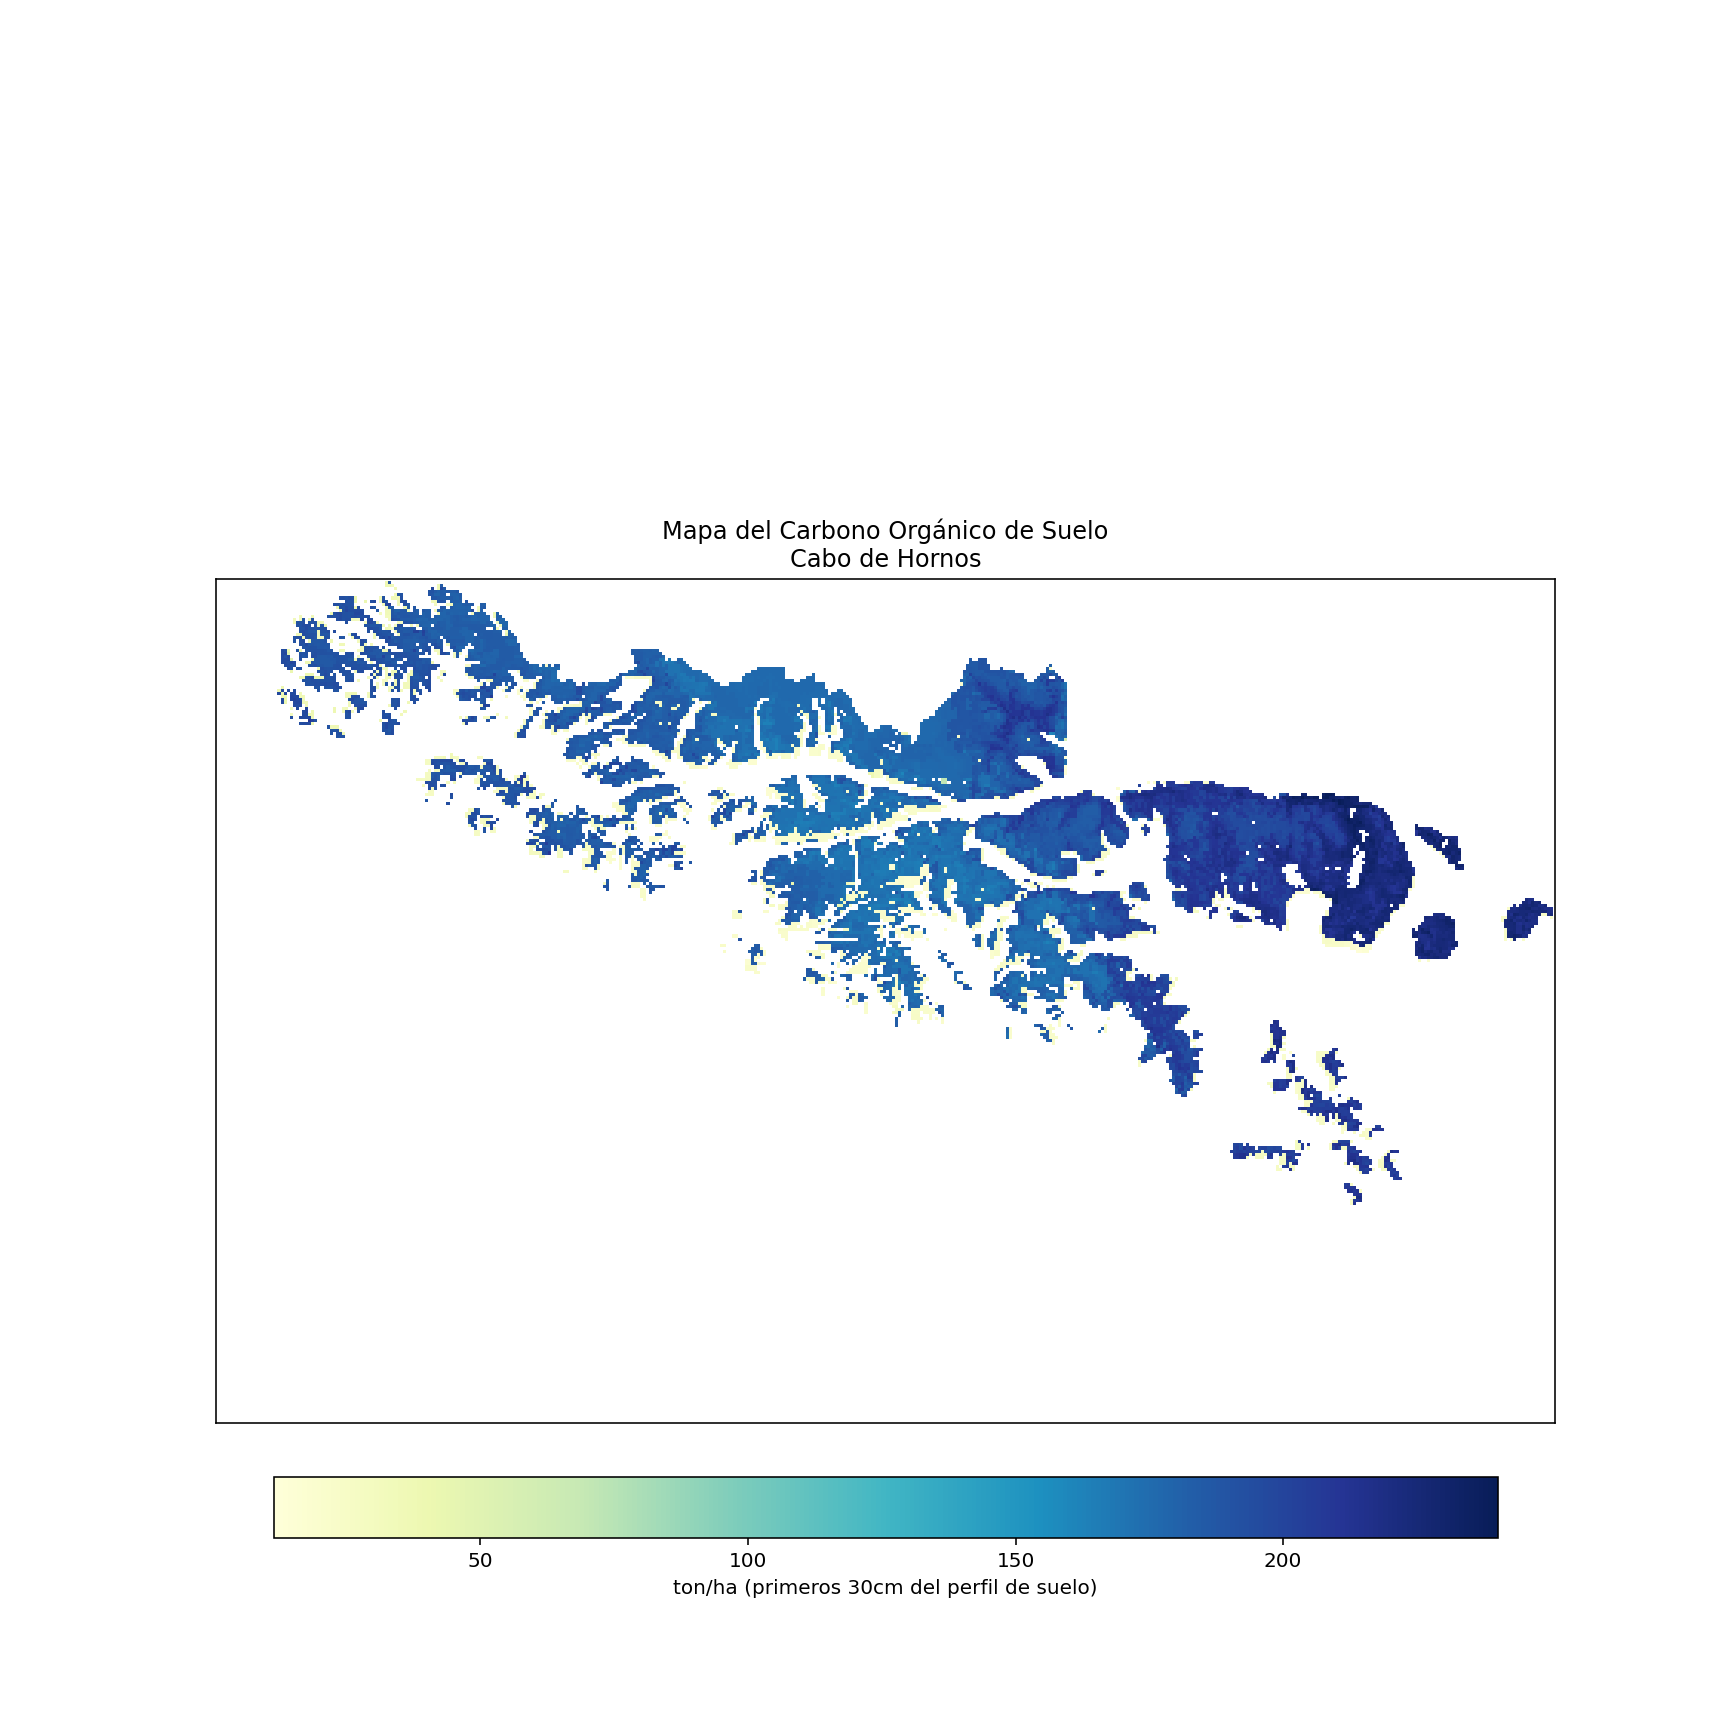 Mapa del Carbono Orgánico de Suelo
Cabo de Hornos
50 100 150 200
ton/ha (primeros 30cm del perfil de suelo)